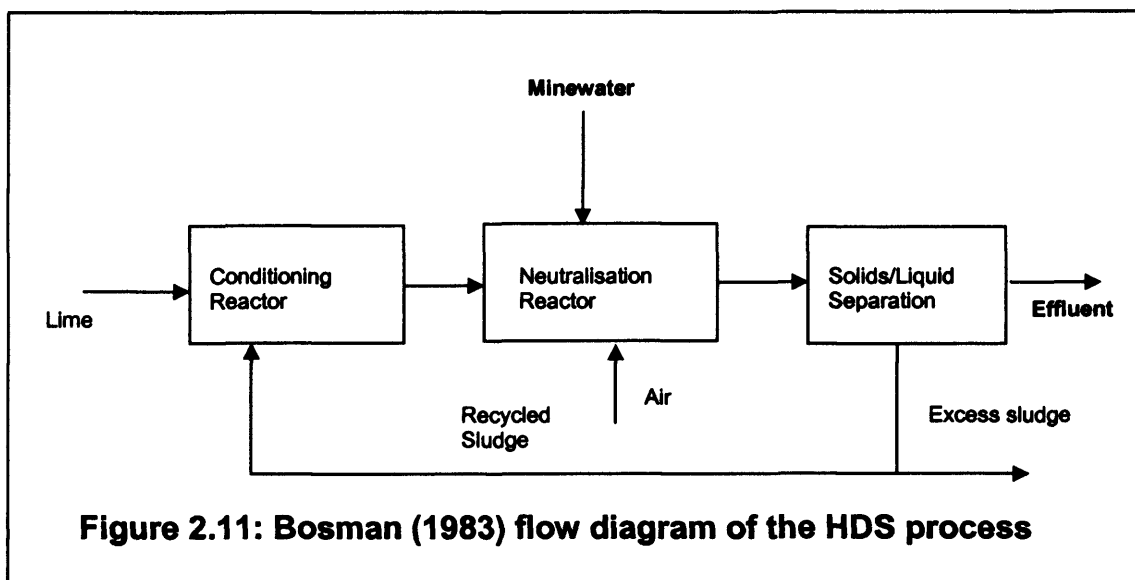 Minewater
Conditioning
Reactor
Neutralisation
Reactor
Solids/Liquid
Separation
Lime
Effluent
Air
Recycled
Sludge
Excess sludge
Figure 2.11: Bosman (1983) flow diagram of the HDS process